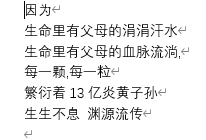 因为
生命里有父母的涓涓汗水
生命里有父母的血脉流淌,
每一颗,每一粒
繁衍着 13 亿炎黄子孙
生生不息  渊源流传